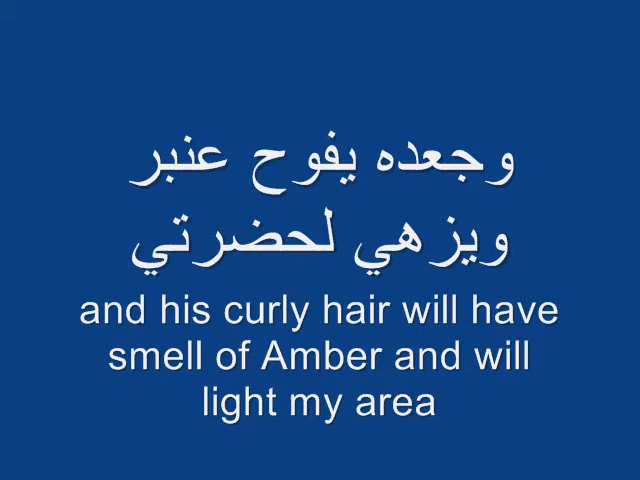 وجعده يفوح عنبر
ويزهي لحضرتي
and his curly hair will have
smell of Amber and will
light my area